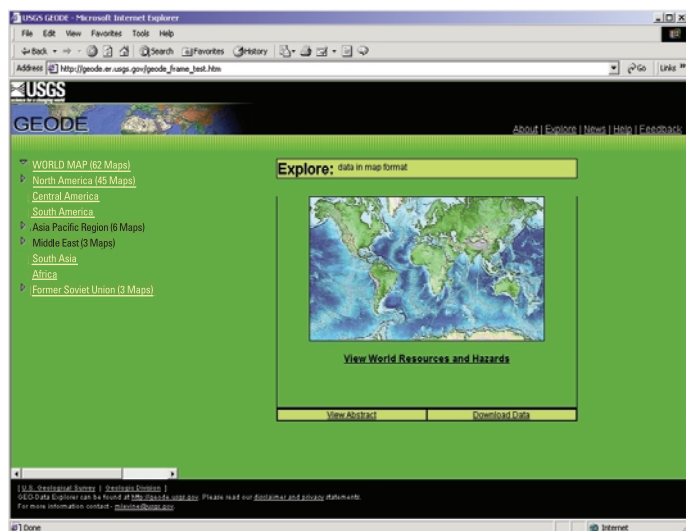 USGS GEODE - Microsoft Internet Explorer
File Edit View Favorites Tools Help
Back Search Favorites History
Address http://geode.er.usgs.gov/geode_frame_test.htm Go Links »
USGS
GEODE
About | Explore | News | Help | Feedback
WORLD MAP (62 Maps)
North America (45 Maps)
Central America
South America
Asia Pacific Region (6 Maps)
Middle East (3 Maps)
South Asia
Africa
Former Soviet Union (3 Maps)
Explore: data in map format
View World Resources and Hazards
View Abstract Download Data
[ U.S. Geological Survey | Geologic Division ]
GEO-Data Explorer can be found at http://geode.usgs.gov. Please read our disclaimer and privacy statements.
For more information contact -
Done Internet